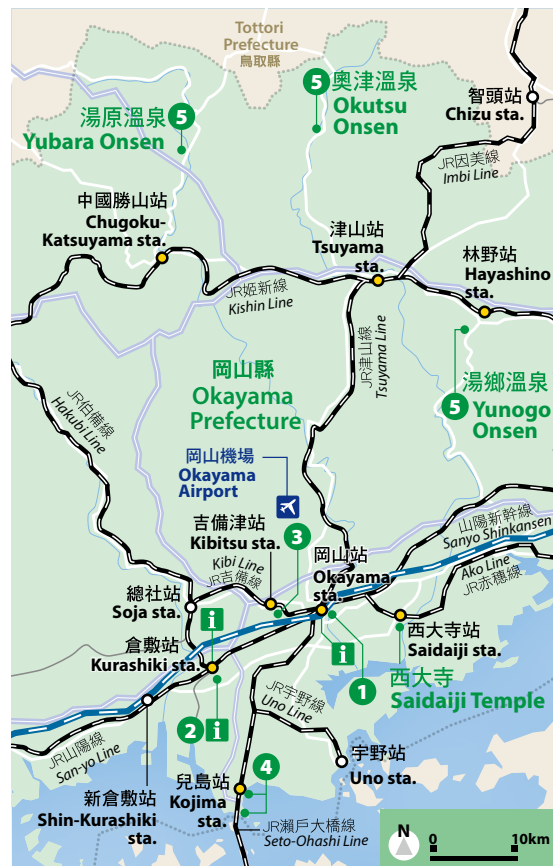 Tottori
Prefecture
鳥取縣
5
湯原溫泉
Yubara Onsen
5
奧津溫泉
Okutsu
Onsen
智頭站
Chizu sta.
JR因美線
Imbi Line
中國勝山站
Chugoku-
Katsuyama sta.
津山站
Tsuyama
sta.
林野站
Hayashino
sta.
JR姬新線
Kishin Line
JR津山線
Tsuyama Line
岡山縣
Okayama
Prefecture
湯鄉溫泉
5
Yunogo
Onsen
JR伯備線
Hakubi Line
岡山機場
Okayama
Airport
吉備津站
Kibitsu sta.
3
岡山站
Okayama
sta.
山陽新幹線
Sanyo Shinkansen
Ako Line
JR赤穗線
Kibi Line
JR吉備線
總社站
Soja sta.
i
倉敷站
Kurashiki sta.
i
西大寺站
Saidaiji sta.
1
西大寺
Saidaiji Temple
2
i
JR宇野線
Uno Line
JR山陽線
San-yo Line
新倉敷站
Shin-Kurashiki
sta.
兒島站
Kojima
sta.
4
宇野站
Uno sta.
JR瀨戶大橋線
Seto-Ohashi Line
N
0
10km